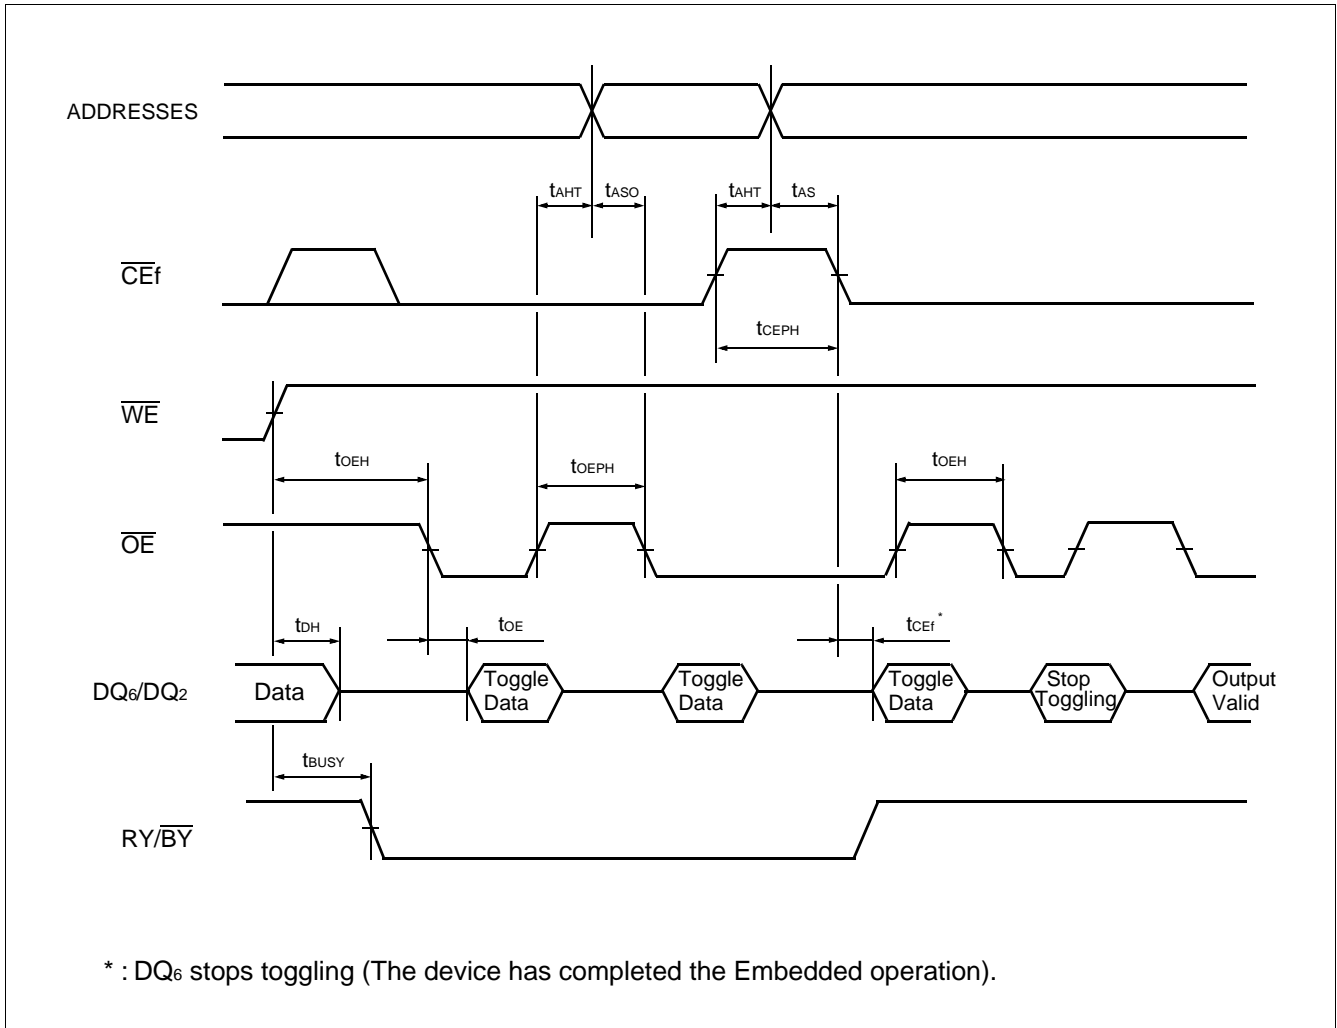 ADDRESSES
tAHT tASO tAHT tAS
CEf
tCEPH
WE
tOEH tOEPH tOEH
OE
tDH tOE tCEf *
DQ6/DQ2 Data Toggle Data Toggle Data Toggle Data Stop Toggling Output Valid
tBUSY
RY/BY
* : DQ6 stops toggling (The device has completed the Embedded operation).